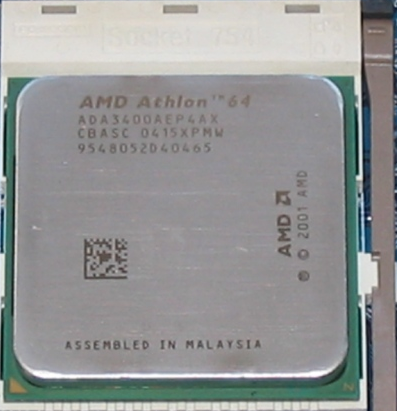 Socket 754
AMD Athlon™64
ADA3400AEP4AX
CBASC 0415XPMW
9548052D40465
AMD
® © 2001 AMD
ASSEMBLED IN MALAYSIA